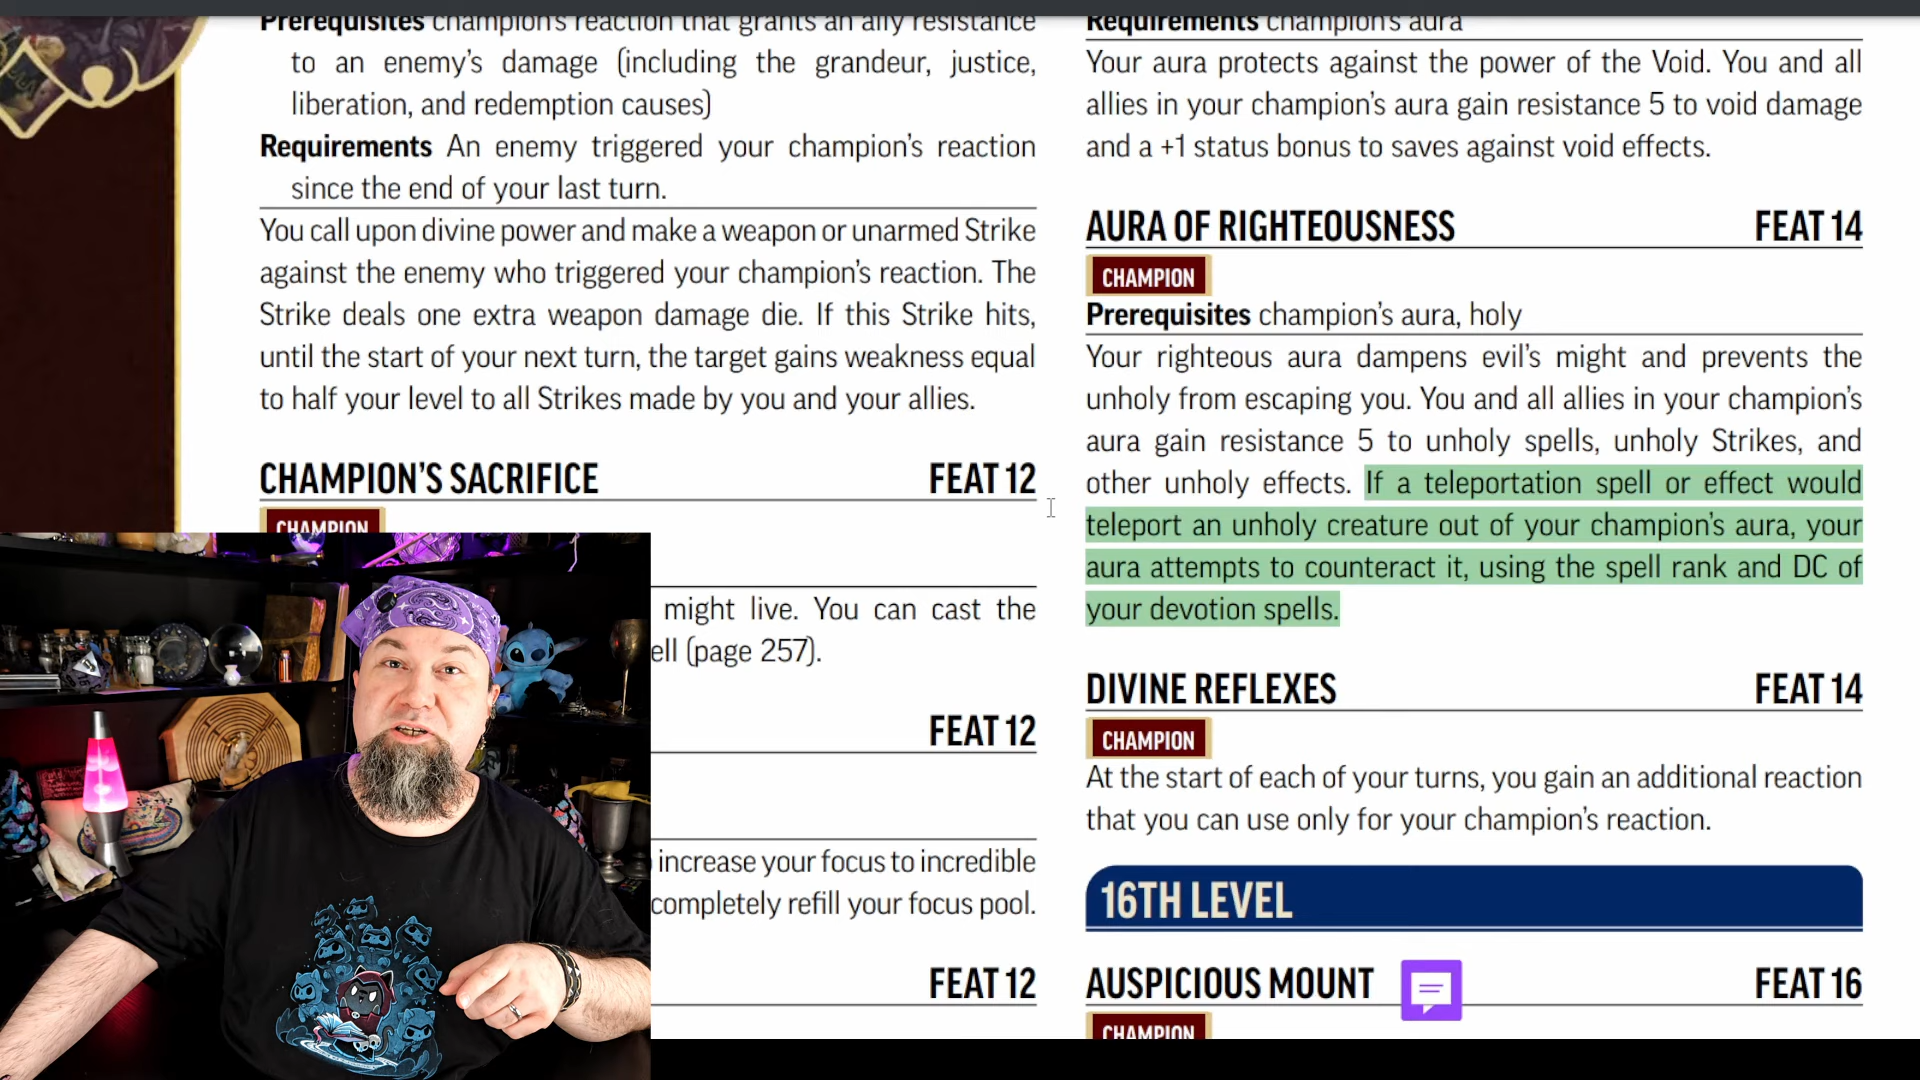 Prerequisites champion's reaction that grants an ally resistance
to an enemy's damage (including the grandeur, justice,
liberation, and redemption causes)
Requirements An enemy triggered your champion's reaction
since the end of your last turn.
You call upon divine power and make a weapon or unarmed Strike
against the enemy who triggered your champion's reaction. The
Strike deals one extra weapon damage die. If this Strike hits,
until the start of your next turn, the target gains weakness equal
to half your level to all Strikes made by you and your allies.
CHAMPION'S SACRIFICE FEAT 12
CHAMPION
might live. You can cast the
ell (page 257).
FEAT 12
increase your focus to incredible
completely refill your focus pool.
FEAT 12
Requirements champion's aura
Your aura protects against the power of the Void. You and all
allies in your champion's aura gain resistance 5 to void damage
and a +1 status bonus to saves against void effects.
AURA OF RIGHTEOUSNESS FEAT 14
CHAMPION
Prerequisites champion's aura, holy
Your righteous aura dampens evil's might and prevents the
unholy from escaping you. You and all allies in your champion's
aura gain resistance 5 to unholy spells, unholy Strikes, and
other unholy effects. If a teleportation spell or effect would
teleport an unholy creature out of your champion's aura, your
aura attempts to counteract it, using the spell rank and DC of
your devotion spells.
DIVINE REFLEXES FEAT 14
CHAMPION
At the start of each of your turns, you gain an additional reaction
that you can use only for your champion's reaction.
16TH LEVEL
AUSPICIOUS MOUNT FEAT 16
CHAMPION